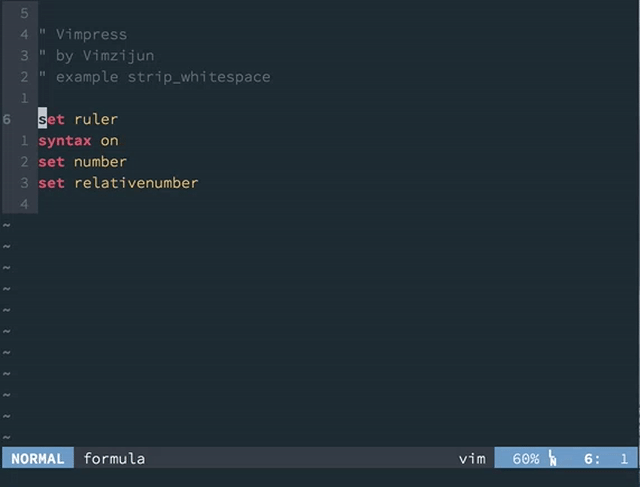 5
4 " Vimpress
3 " by Vimzijun
2 " example strip_whitespace
1
6 set ruler
1 syntax on
2 set number
3 set relativenumber
4
~
~
~
~
~
~
~
~
~
~
~
NORMAL formula vim 60% ␤ 6: 1